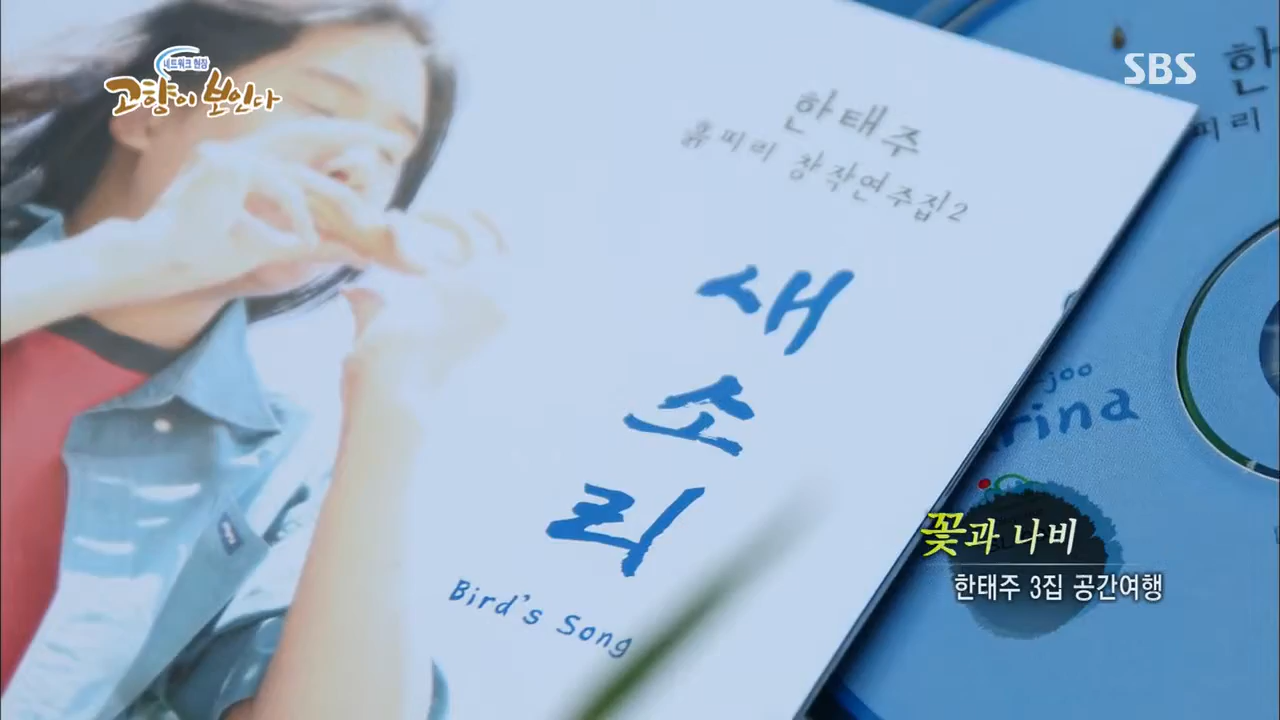 네트워크 현장
고향이 보인다
SBS
한태주
흙피리 창작연주집2
새
소
리
Bird's Song
한
피리
-joo
rina
꽃과 나비
한태주 3집 공간여행